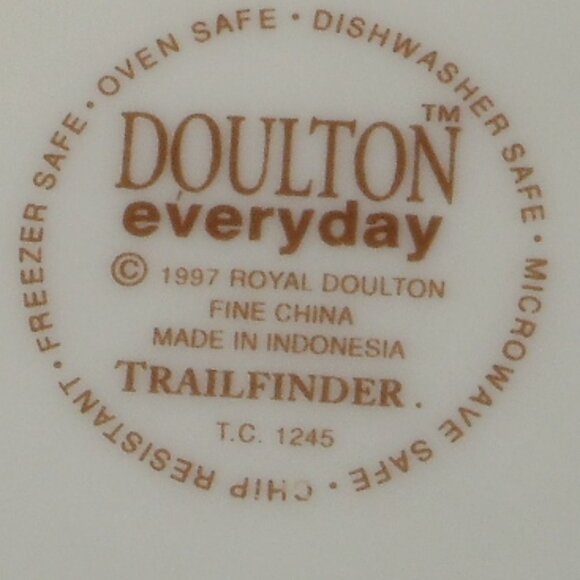 OVEN SAFE • DISHWASHER SAFE • MICROWAVE SAFE • CHIP RESISTANT • FREEZER SAFE •
DOULTON™
everyday
© 1997 ROYAL DOULTON
FINE CHINA
MADE IN INDONESIA
TRAILFINDER .
T.C. 1245